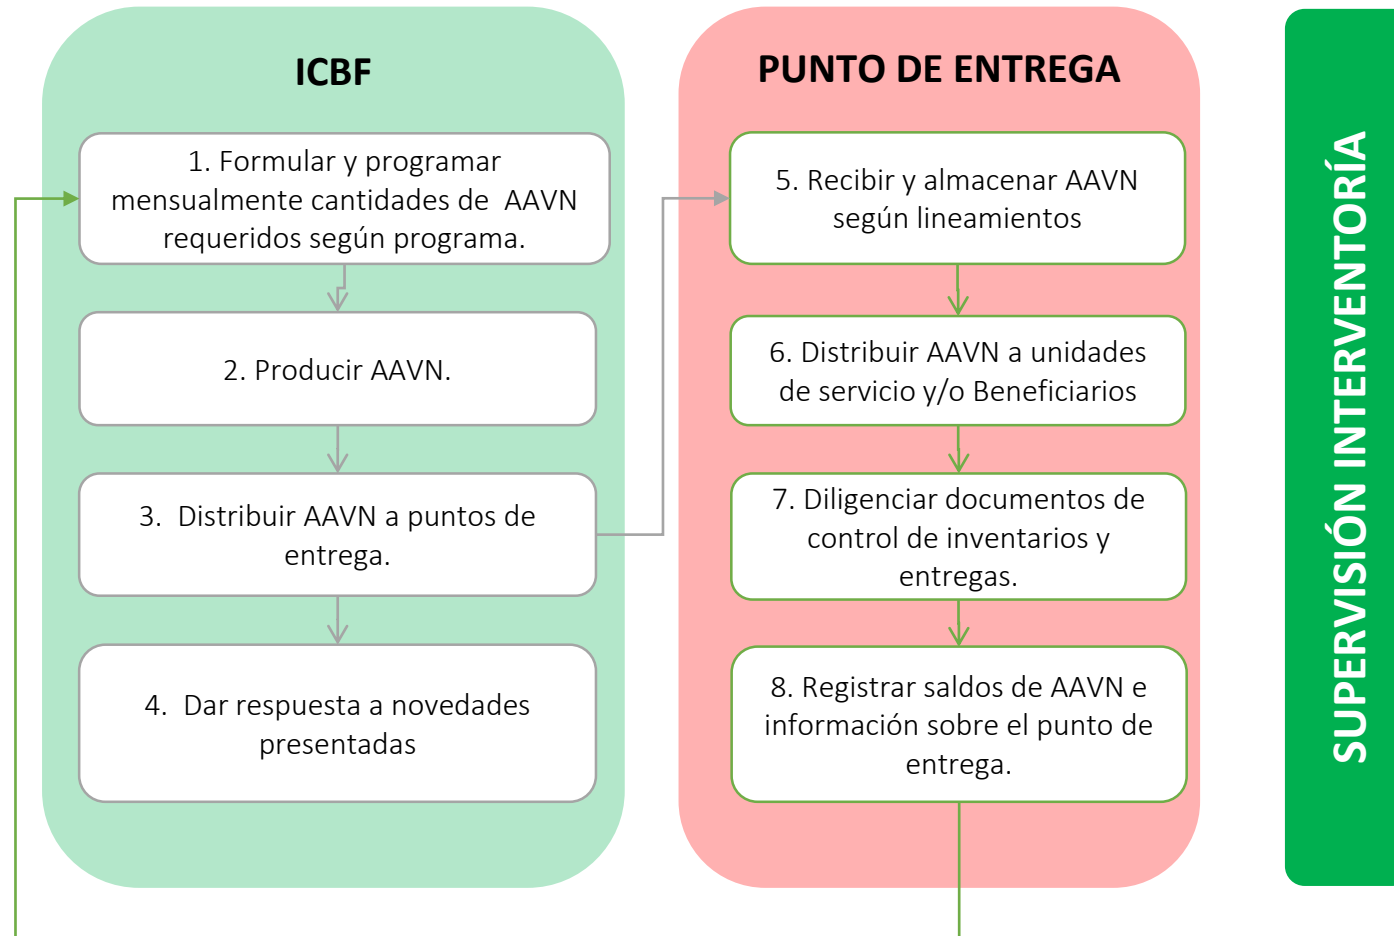 ICBF
1. Formular y programar
mensualmente cantidades de AAVN
requeridos según programa.
2. Producir AAVN.
3. Distribuir AAVN a puntos de
entrega.
4. Dar respuesta a novedades
presentadas
PUNTO DE ENTREGA
5. Recibir y almacenar AAVN
según lineamientos
6. Distribuir AAVN a unidades
de servicio y/o Beneficiarios
7. Diligenciar documentos de
control de inventarios y
entregas.
8. Registrar saldos de AAVN e
información sobre el punto de
entrega.
SUPERVISIÓN INTERVENTORÍA